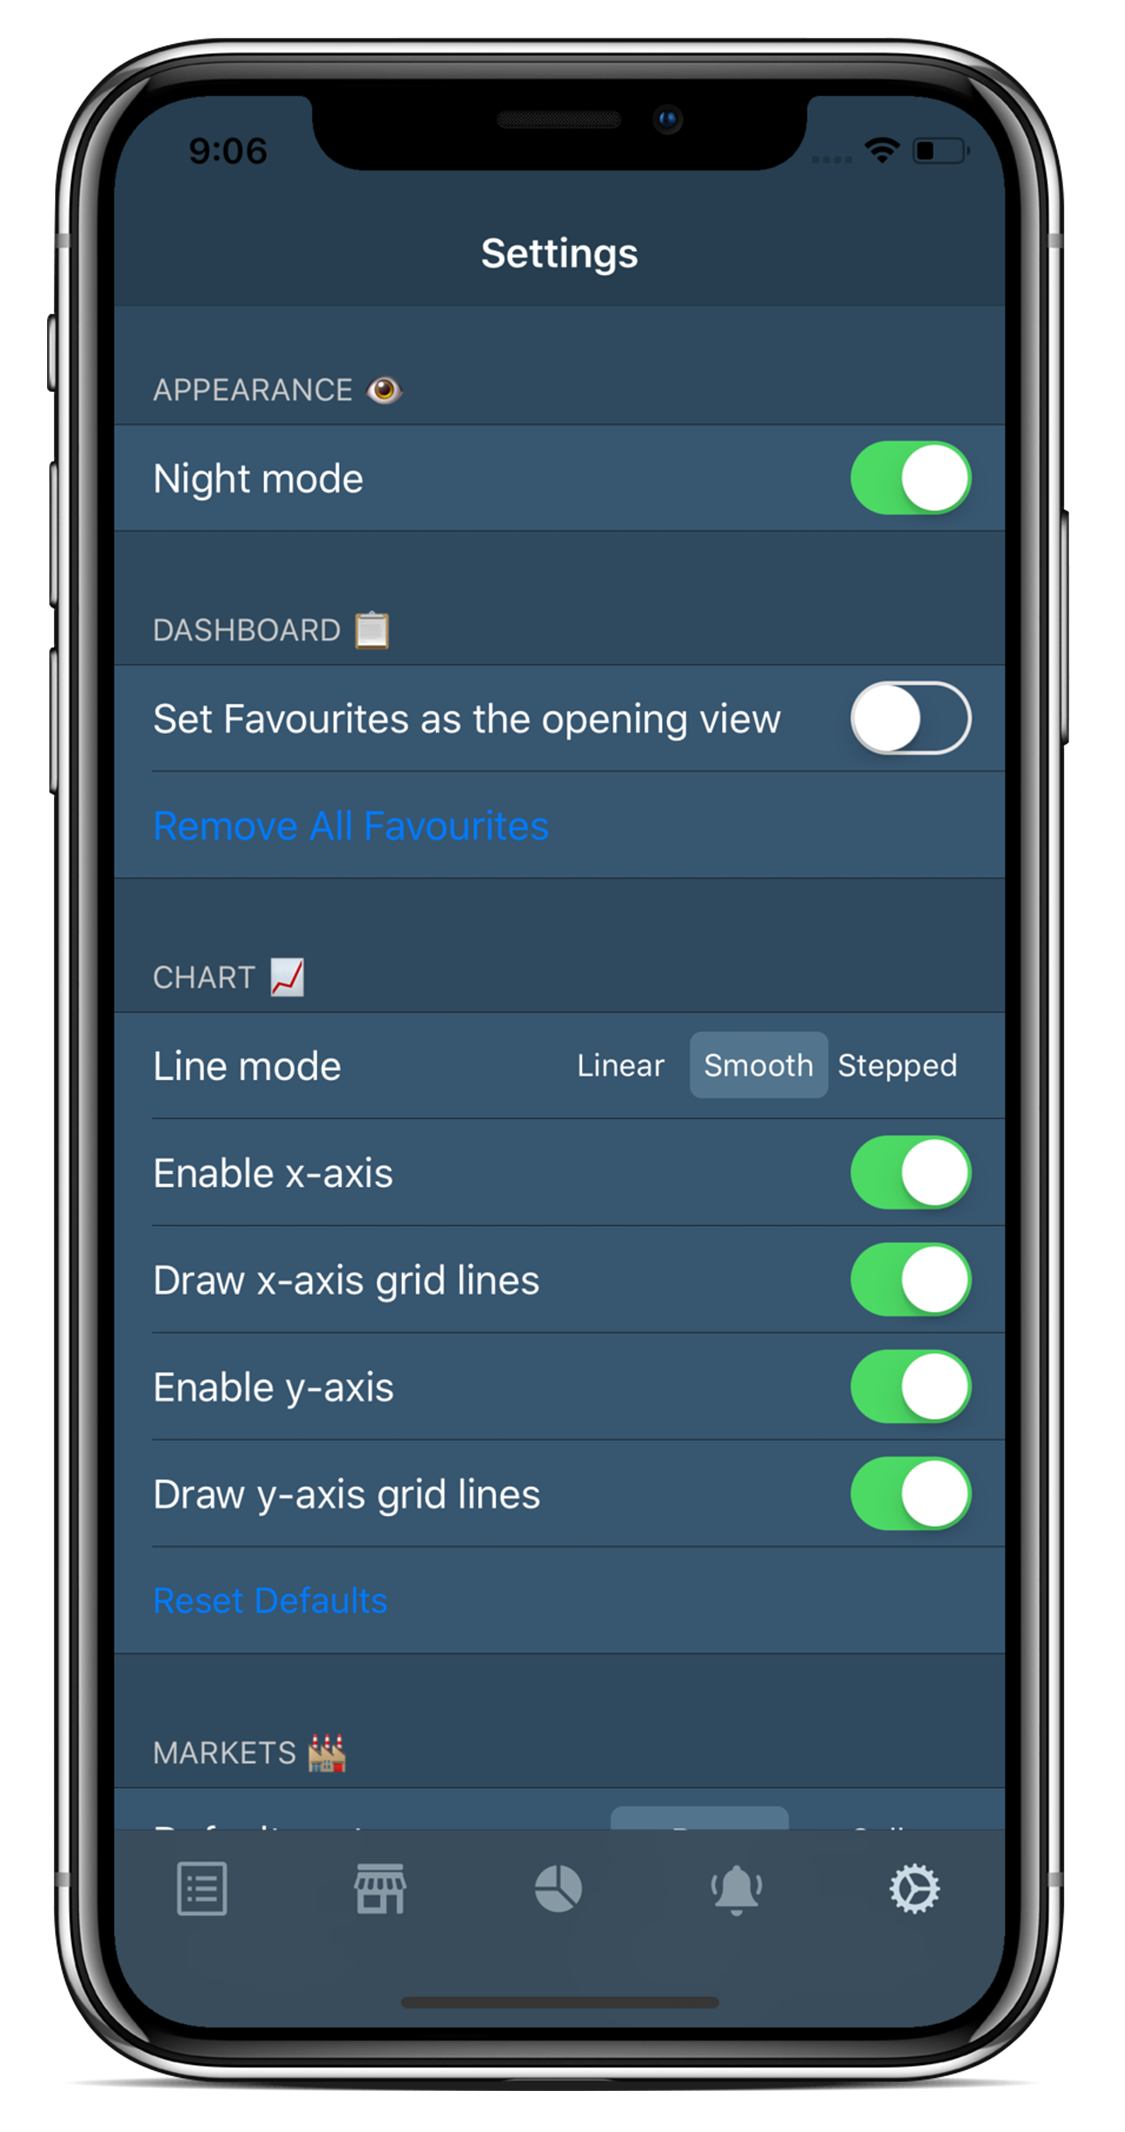 9:06
Settings
APPEARANCE
Night mode
DASHBOARD
Set Favourites as the opening view
Remove All Favourites
CHART
Line mode Linear Smooth Stepped
Enable x-axis
Draw x-axis grid lines
Enable y-axis
Draw y-axis grid lines
Reset Defaults
MARKETS